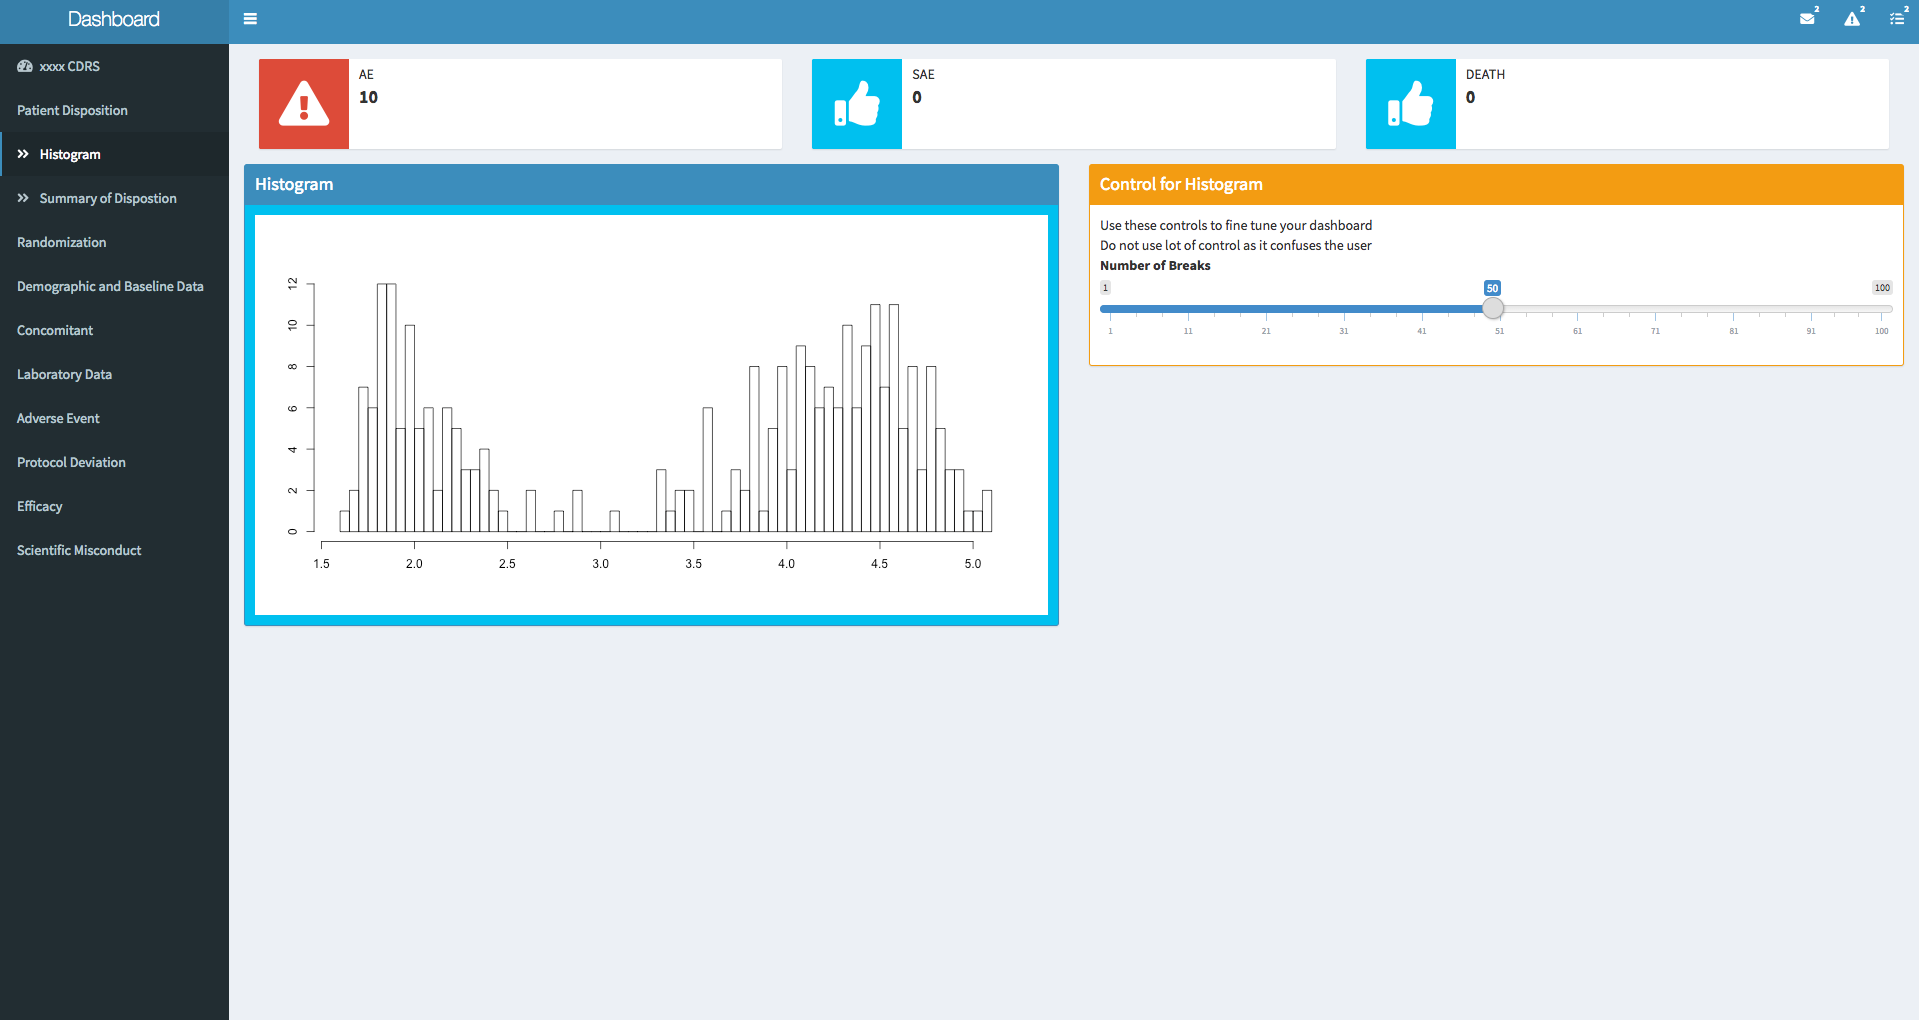 Dashboard
2
2
2
xxxx CDRS
Patient Disposition
Histogram
Summary of Dispostion
Randomization
Demographic and Baseline Data
Concomitant
Laboratory Data
Adverse Event
Protocol Deviation
Efficacy
Scientific Misconduct
AE
10
SAE
0
DEATH
0
Histogram
12
10
8
6
4
2
0
1.5 2.0 2.5 3.0 3.5 4.0 4.5 5.0
Control for Histogram
Use these controls to fine tune your dashboard
Do not use lot of control as it confuses the user
Number of Breaks
1 50 100
1 11 21 31 41 51 61 71 81 91 100